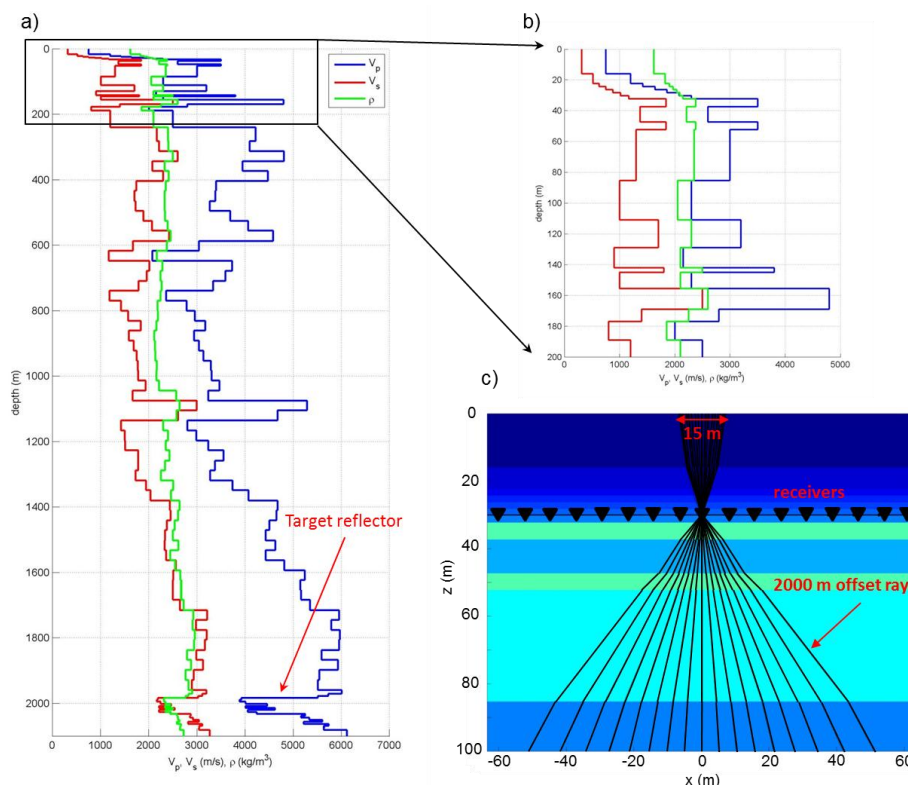 a)
0
200
400
600
800
1000
1200
1400
1600
1800
2000
depth (m)
0 1000 2000 3000 4000 5000 6000 7000
Vp, Vs (m/s), ρ (kg/m³)
Vp
Vs
ρ
Target reflector
b)
0
20
40
60
80
100
120
140
160
180
200
depth (m)
0 1000 2000 3000 4000 5000
Vp, Vs (m/s), ρ (kg/m³)
c)
0
20
40
60
80
100
z (m)
15 m
receivers
2000 m offset ray
-60 -40 -20 0 20 40 60
x (m)